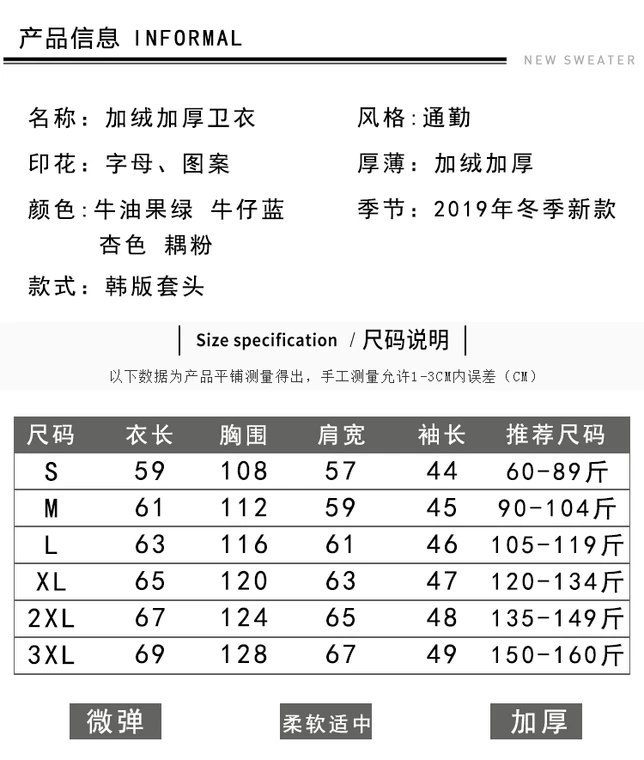 产品信息 INFORMAL
NEW SWEATER
名称：加绒加厚卫衣 风格：通勤
印花：字母、图案 厚薄：加绒加厚
颜色：牛油果绿 牛仔蓝 季节：2019年冬季新款
杏色 耦粉
款式：韩版套头
Size specification / 尺码说明
以下数据为产品平铺测量得出，手工测量允许1-3CM内误差（CM）
尺码 衣长 胸围 肩宽 袖长 推荐尺码
S 59 108 57 44 60-89斤
M 61 112 59 45 90-104斤
L 63 116 61 46 105-119斤
XL 65 120 63 47 120-134斤
2XL 67 124 65 48 135-149斤
3XL 69 128 67 49 150-160斤
微弹 柔软适中 加厚